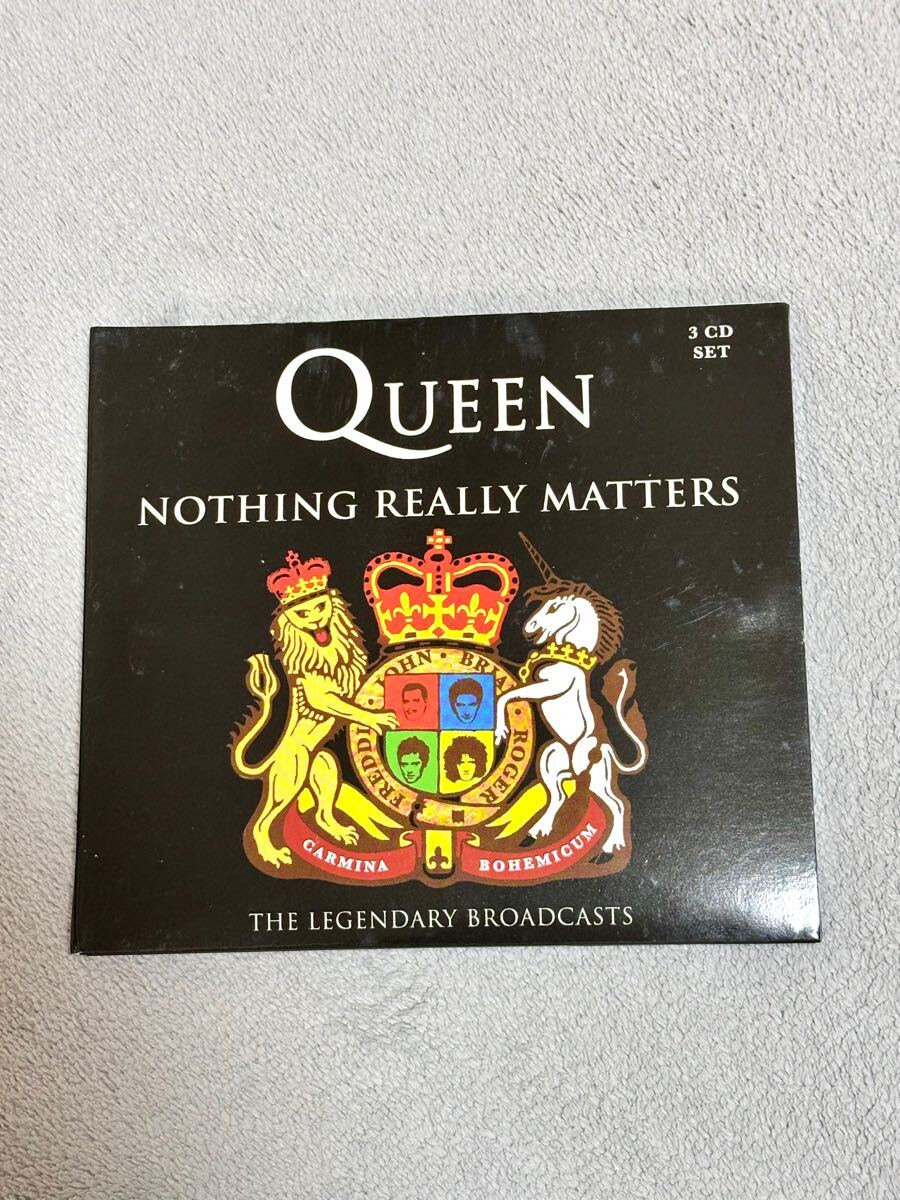 3 CD
SET
QUEEN
NOTHING REALLY MATTERS
FREDDIE
JOHN · BRIAN
ROGER
CARMINA
BOHEMICUM
THE LEGENDARY BROADCASTS